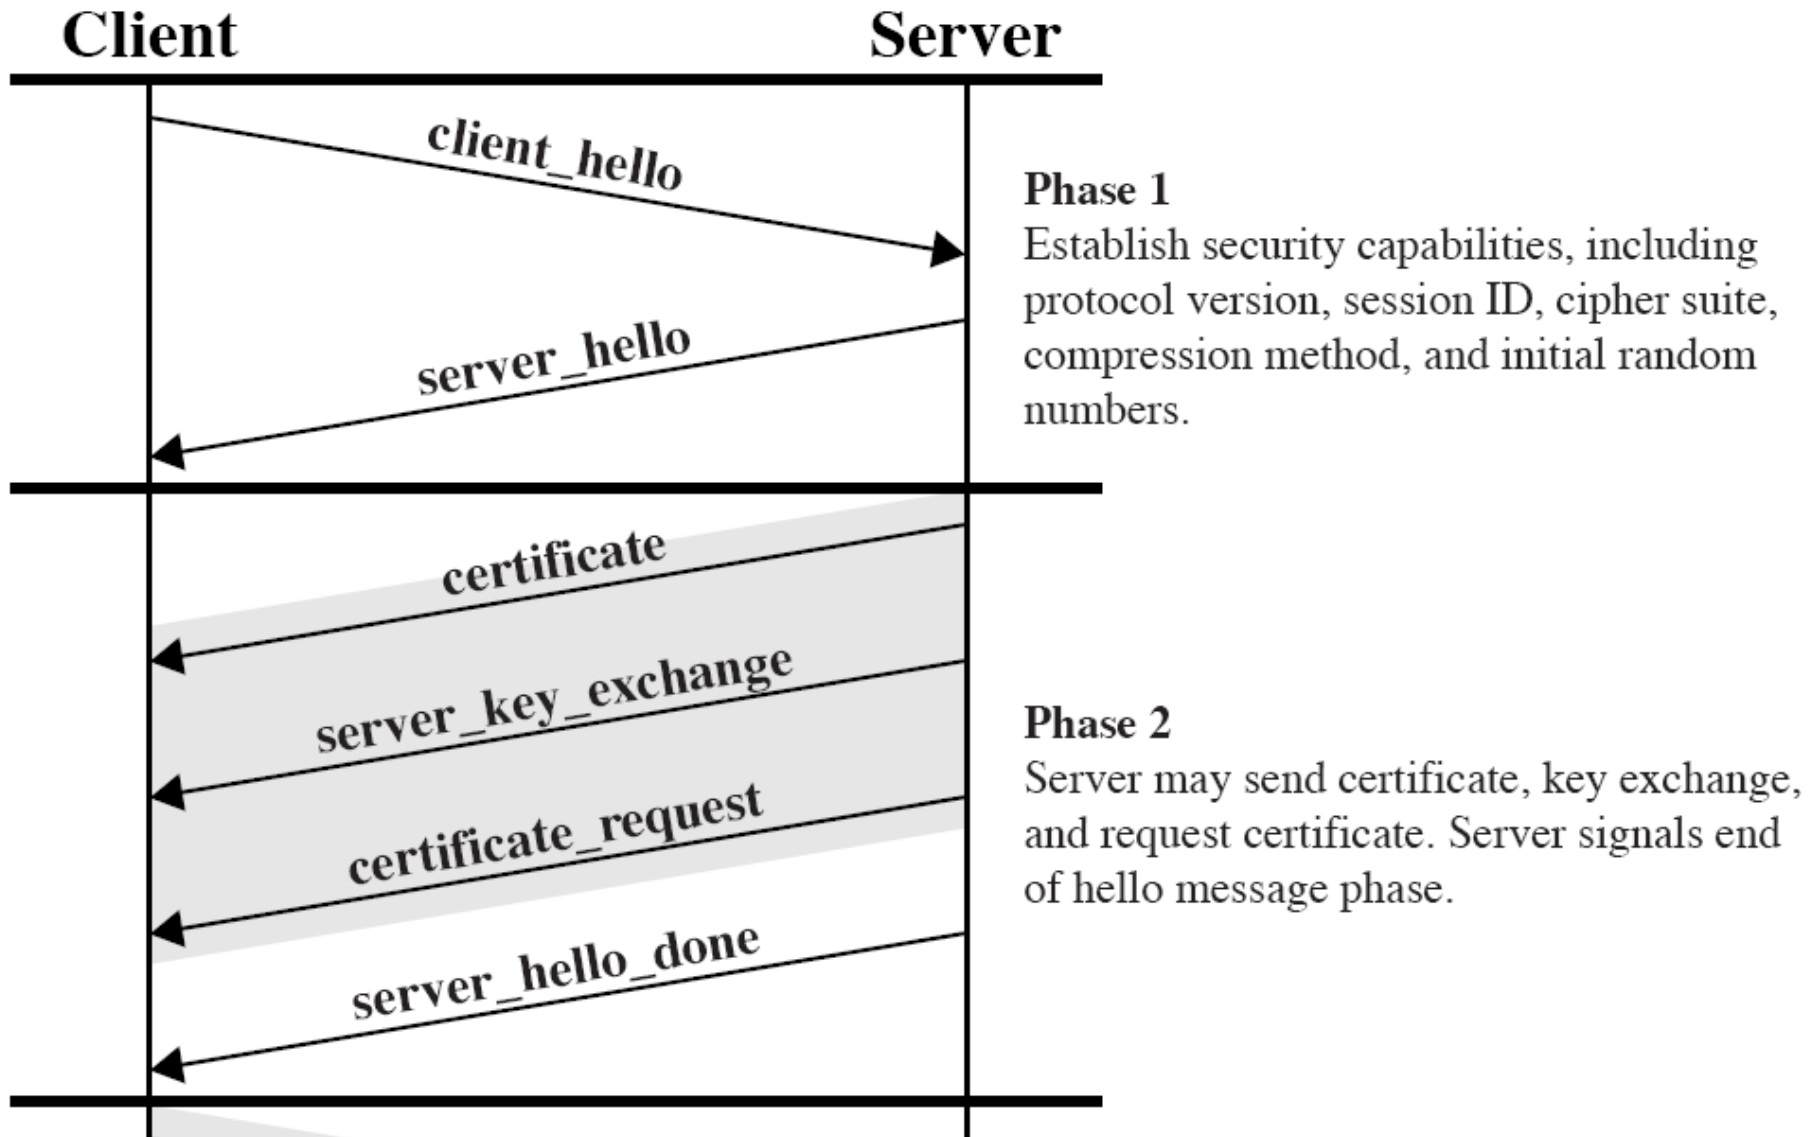 Client
Server
client_hello
Phase 1
Establish security capabilities, including
protocol version, session ID, cipher suite,
compression method, and initial random
numbers.
server_hello
certificate
server_key_exchange
certificate_request
server_hello_done
Phase 2
Server may send certificate, key exchange,
and request certificate. Server signals end
of hello message phase.